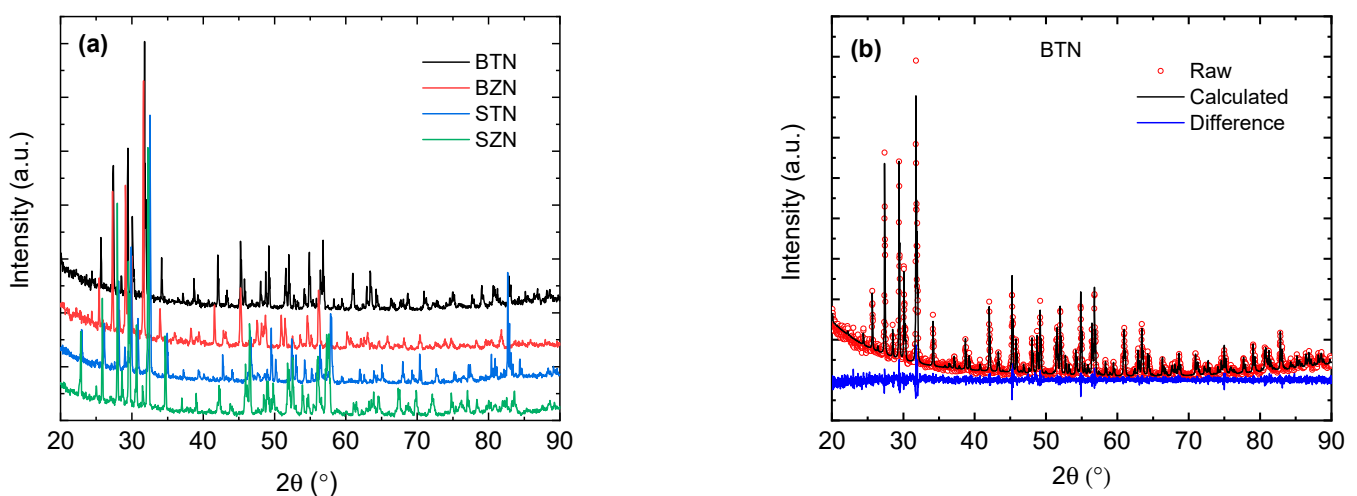 (a)
BTN
BZN
STN
SZN
Intensity (a.u.)
20 30 40 50 60 70 80 90
2θ (°)
(b)
BTN
Raw
Calculated
Difference
Intensity (a.u.)
20 30 40 50 60 70 80 90
2θ (°)